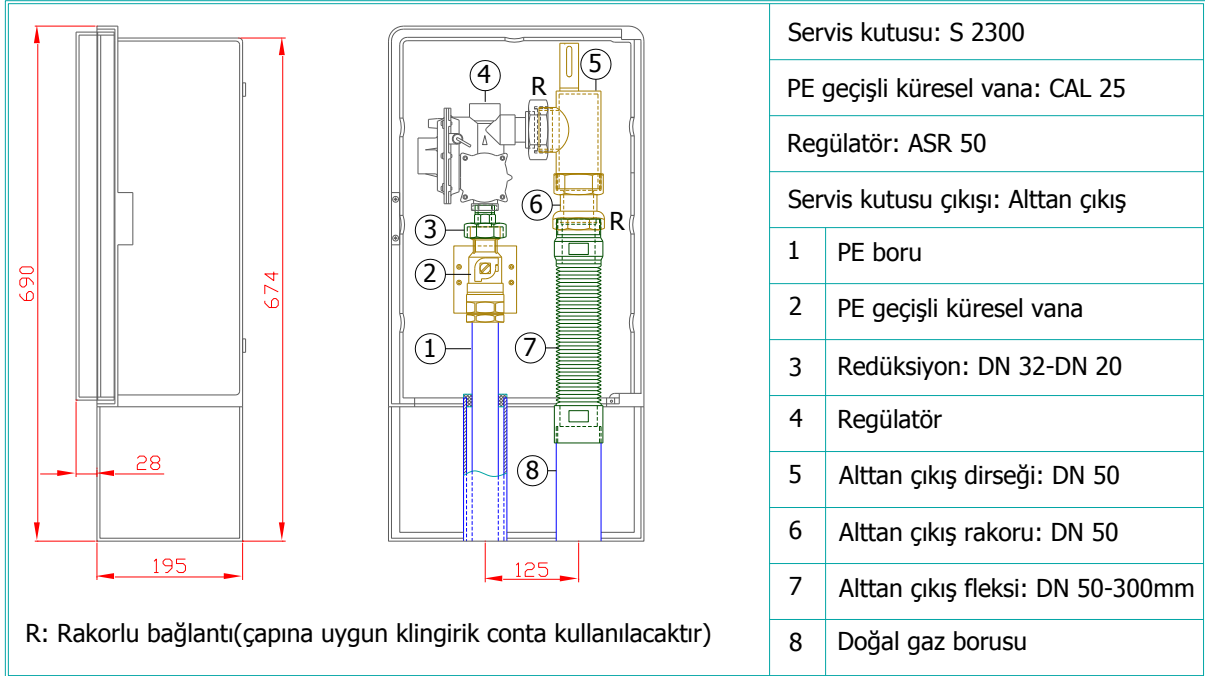 690
674
28
195
125
4
5
R
6
R
3
2
1
7
8
R: Rakorlu bağlantı(çapına uygun klingirik conta kullanılacaktır)
Servis kutusu: S 2300
PE geçişli küresel vana: CAL 25
Regülatör: ASR 50
Servis kutusu çıkışı: Alttan çıkış
1 PE boru
2 PE geçişli küresel vana
3 Redüksiyon: DN 32-DN 20
4 Regülatör
5 Alttan çıkış dirseği: DN 50
6 Alttan çıkış rakoru: DN 50
7 Alttan çıkış fleksi: DN 50-300mm
8 Doğal gaz borusu